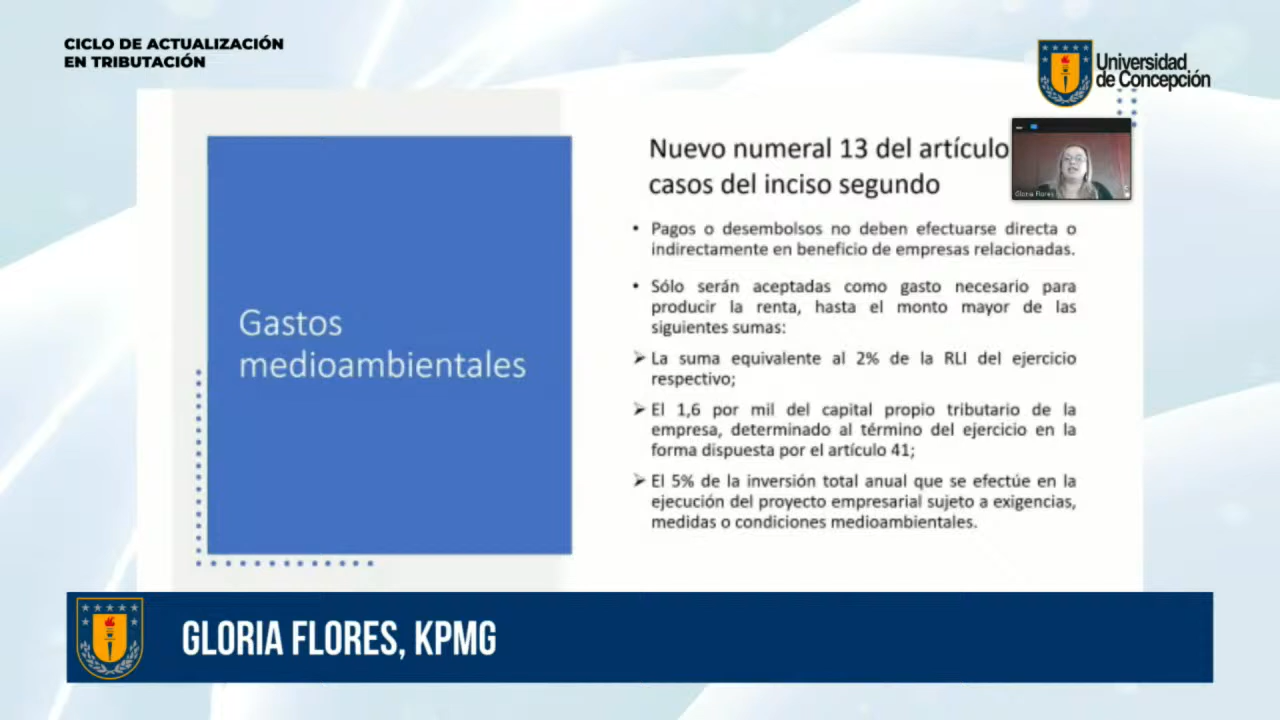 CICLO DE ACTUALIZACIÓN
EN TRIBUTACIÓN
Universidad
de Concepción
Nuevo numeral 13 del artículo
casos del inciso segundo
Gloria Flores
• Pagos o desembolsos no deben efectuarse directa o
indirectamente en beneficio de empresas relacionadas.
• Sólo serán aceptadas como gasto necesario para
producir la renta, hasta el monto mayor de las
siguientes sumas:
➢ La suma equivalente al 2% de la RLI del ejercicio
respectivo;
➢ El 1,6 por mil del capital propio tributario de la
empresa, determinado al término del ejercicio en la
forma dispuesta por el artículo 41;
➢ El 5% de la inversión total anual que se efectúe en la
ejecución del proyecto empresarial sujeto a exigencias,
medidas o condiciones medioambientales.
Gastos
medioambientales
GLORIA FLORES, KPMG